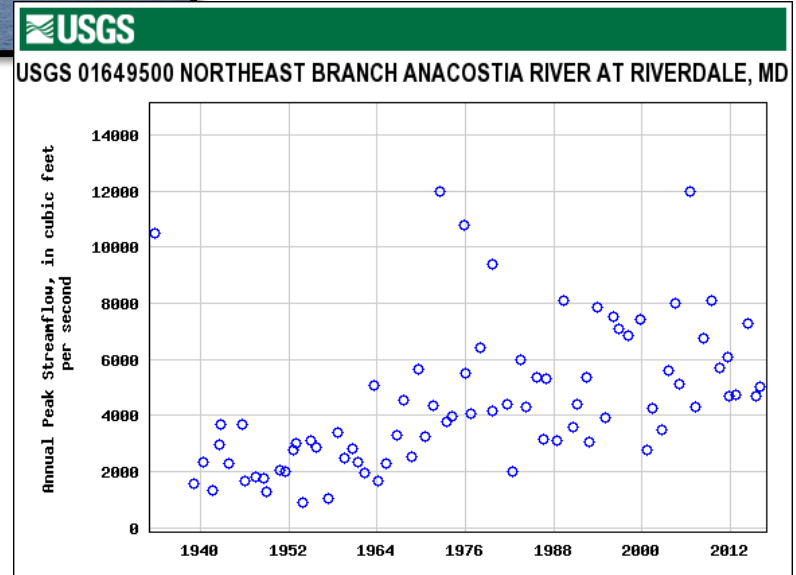 USGS
USGS 01649500 NORTHEAST BRANCH ANACOSTIA RIVER AT RIVERDALE, MD
Annual Peak Streamflow, in cubic feet
per second
14000
12000
10000
8000
6000
4000
2000
0
1940 1952 1964 1976 1988 2000 2012